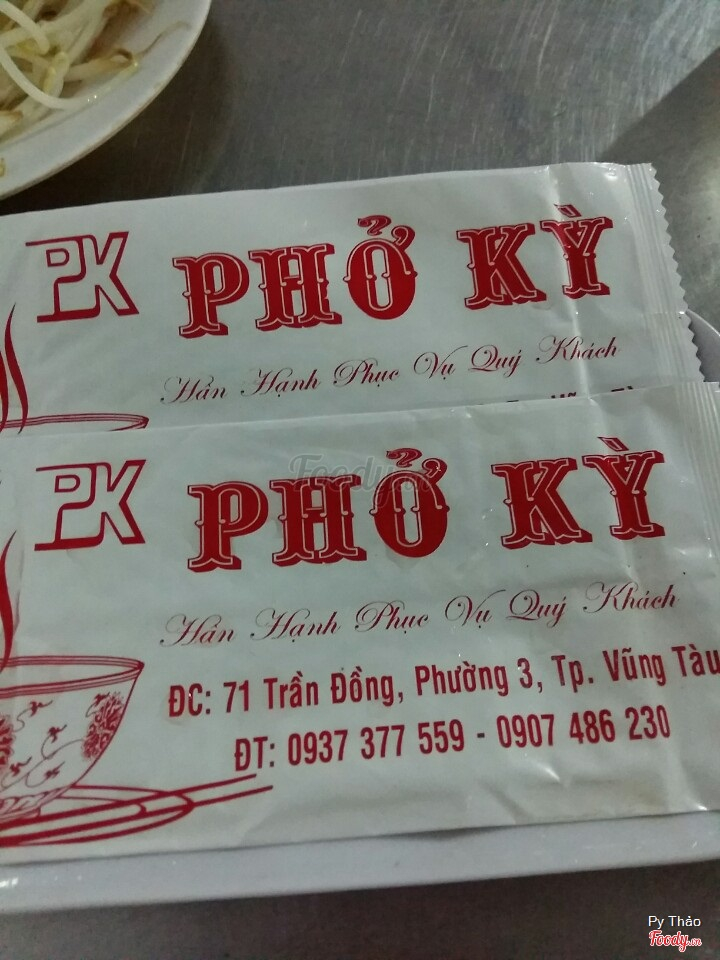 PK
PHỞ KỲ
Hân Hạnh Phục Vụ Quý Khách
PK
PHỞ KỲ
Hân Hạnh Phục Vụ Quý Khách
ĐC: 71 Trần Đồng, Phường 3, Tp. Vũng Tàu
ĐT: 0937 377 559 - 0907 486 230
Foody
Py Thảo
Foody.vn